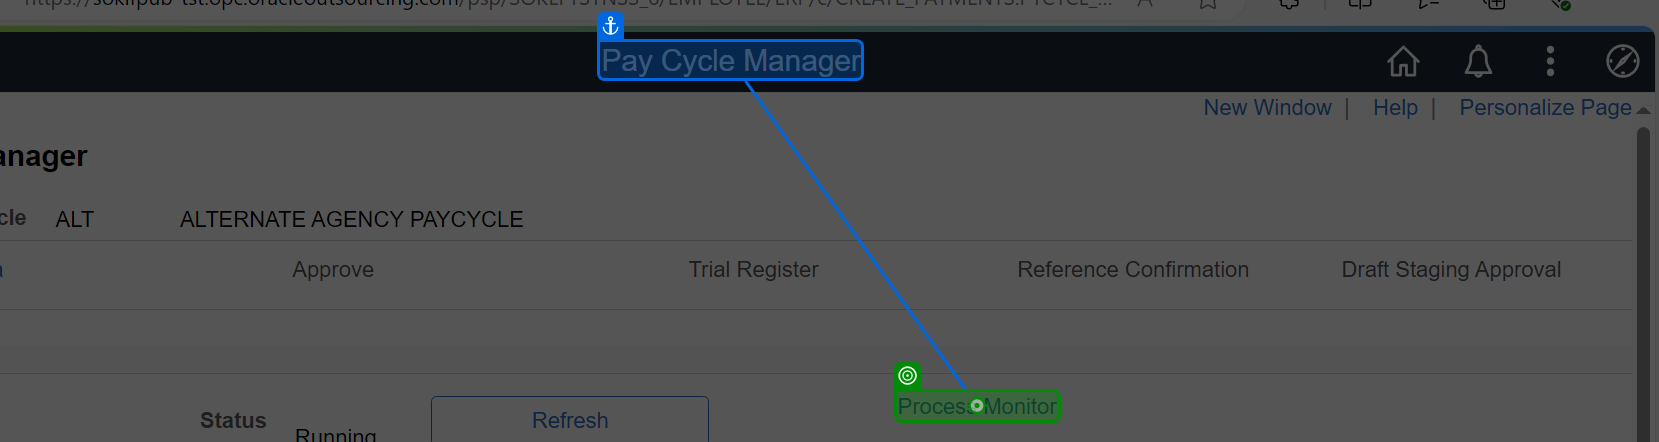 Pay Cycle Manager
New Window | Help | Personalize Page
anager
cle ALT ALTERNATE AGENCY PAYCYCLE
Approve Trial Register Reference Confirmation Draft Staging Approval
Process Monitor
Status Refresh
Running